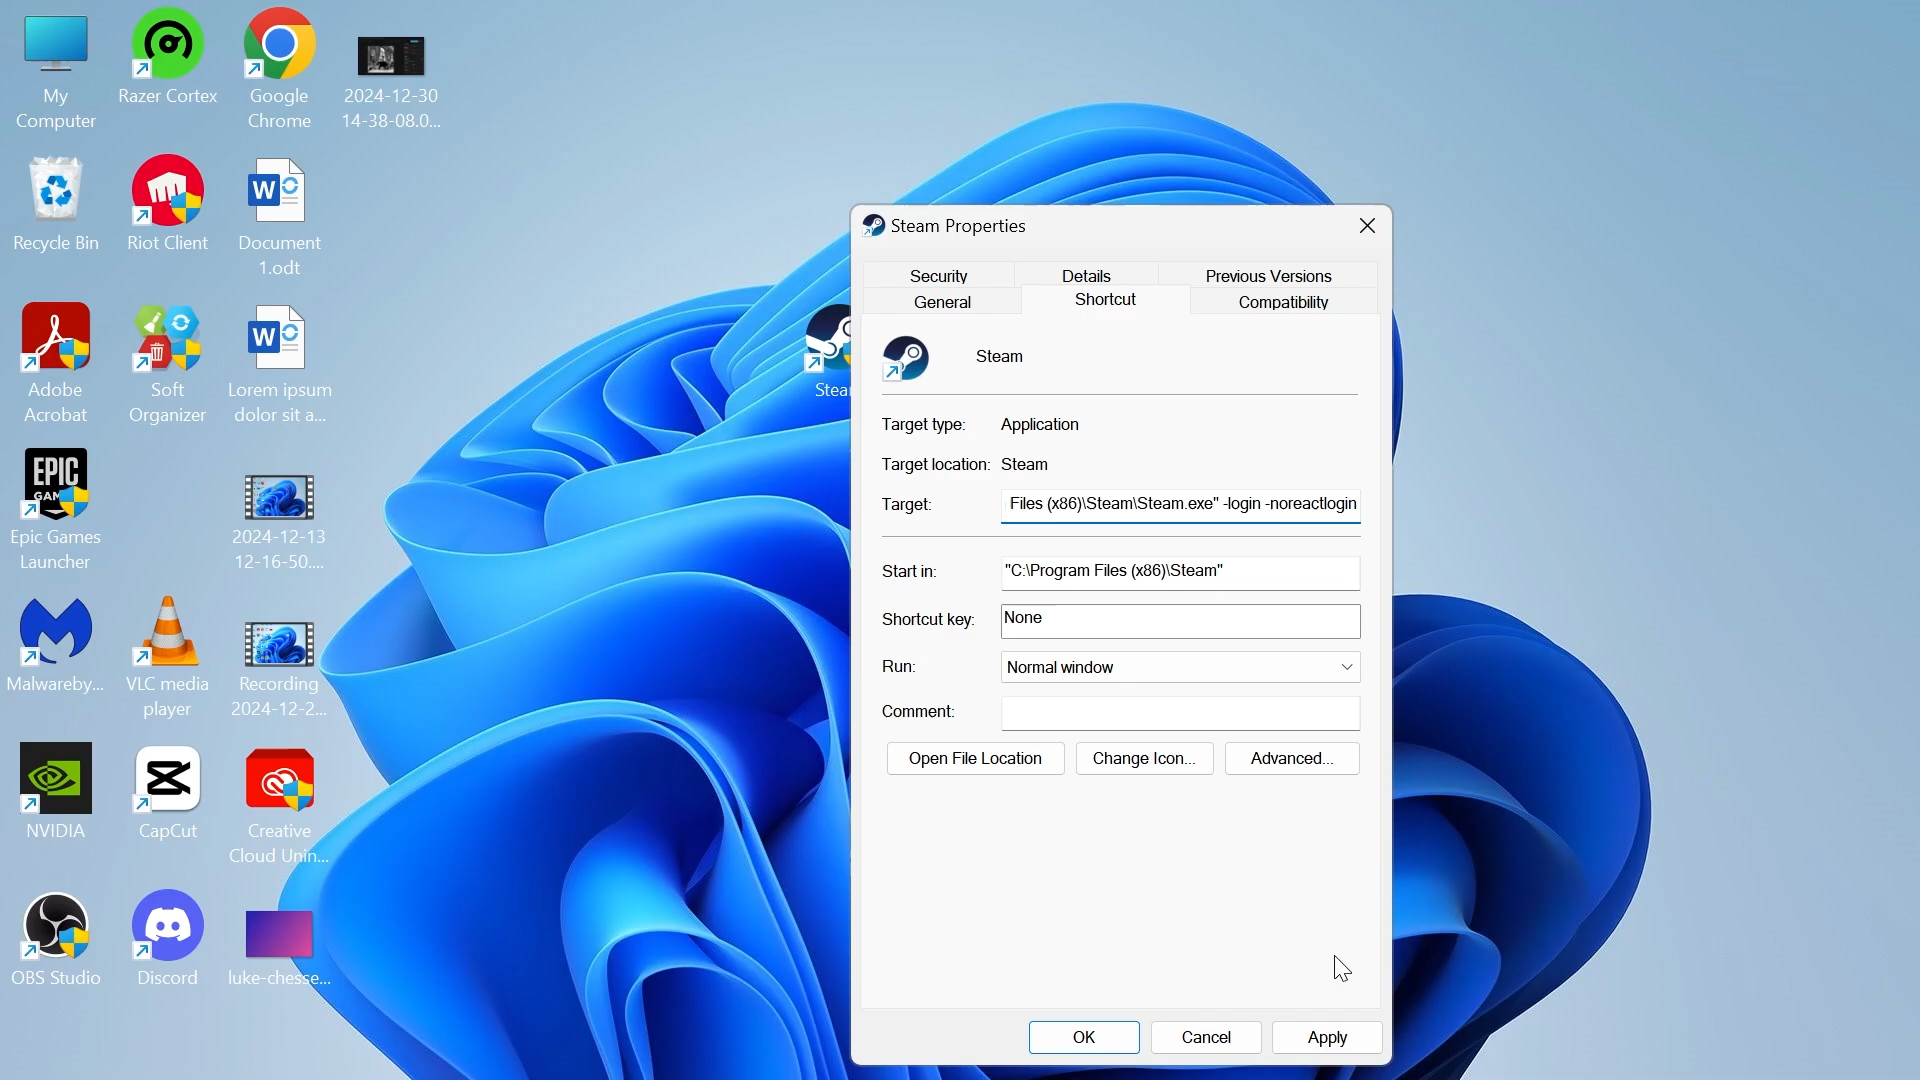 My
Computer
Razer Cortex
Google
Chrome
2024-12-30
14-38-08.0...
Recycle Bin
Riot Client
W
Document
1.odt
Adobe
Acrobat
Soft
Organizer
W
Lorem ipsum
dolor sit a...
EPIC
GAM
Epic Games
Launcher
2024-12-13
12-16-50....
Malwareby...
VLC media
player
Recording
2024-12-2...
NVIDIA
CapCut
Creative
Cloud Unin...
OBS Studio
Discord
luke-chesse...
Stea
Steam Properties
Security
Details
Previous Versions
General
Shortcut
Compatibility
Steam
Target type: Application
Target location: Steam
Target: Files (x86)\Steam\Steam.exe" -login -noreactlogin
Start in: "C:\Program Files (x86)\Steam"
Shortcut key: None
Run: Normal window
Comment:
Open File Location
Change Icon...
Advanced...
OK
Cancel
Apply